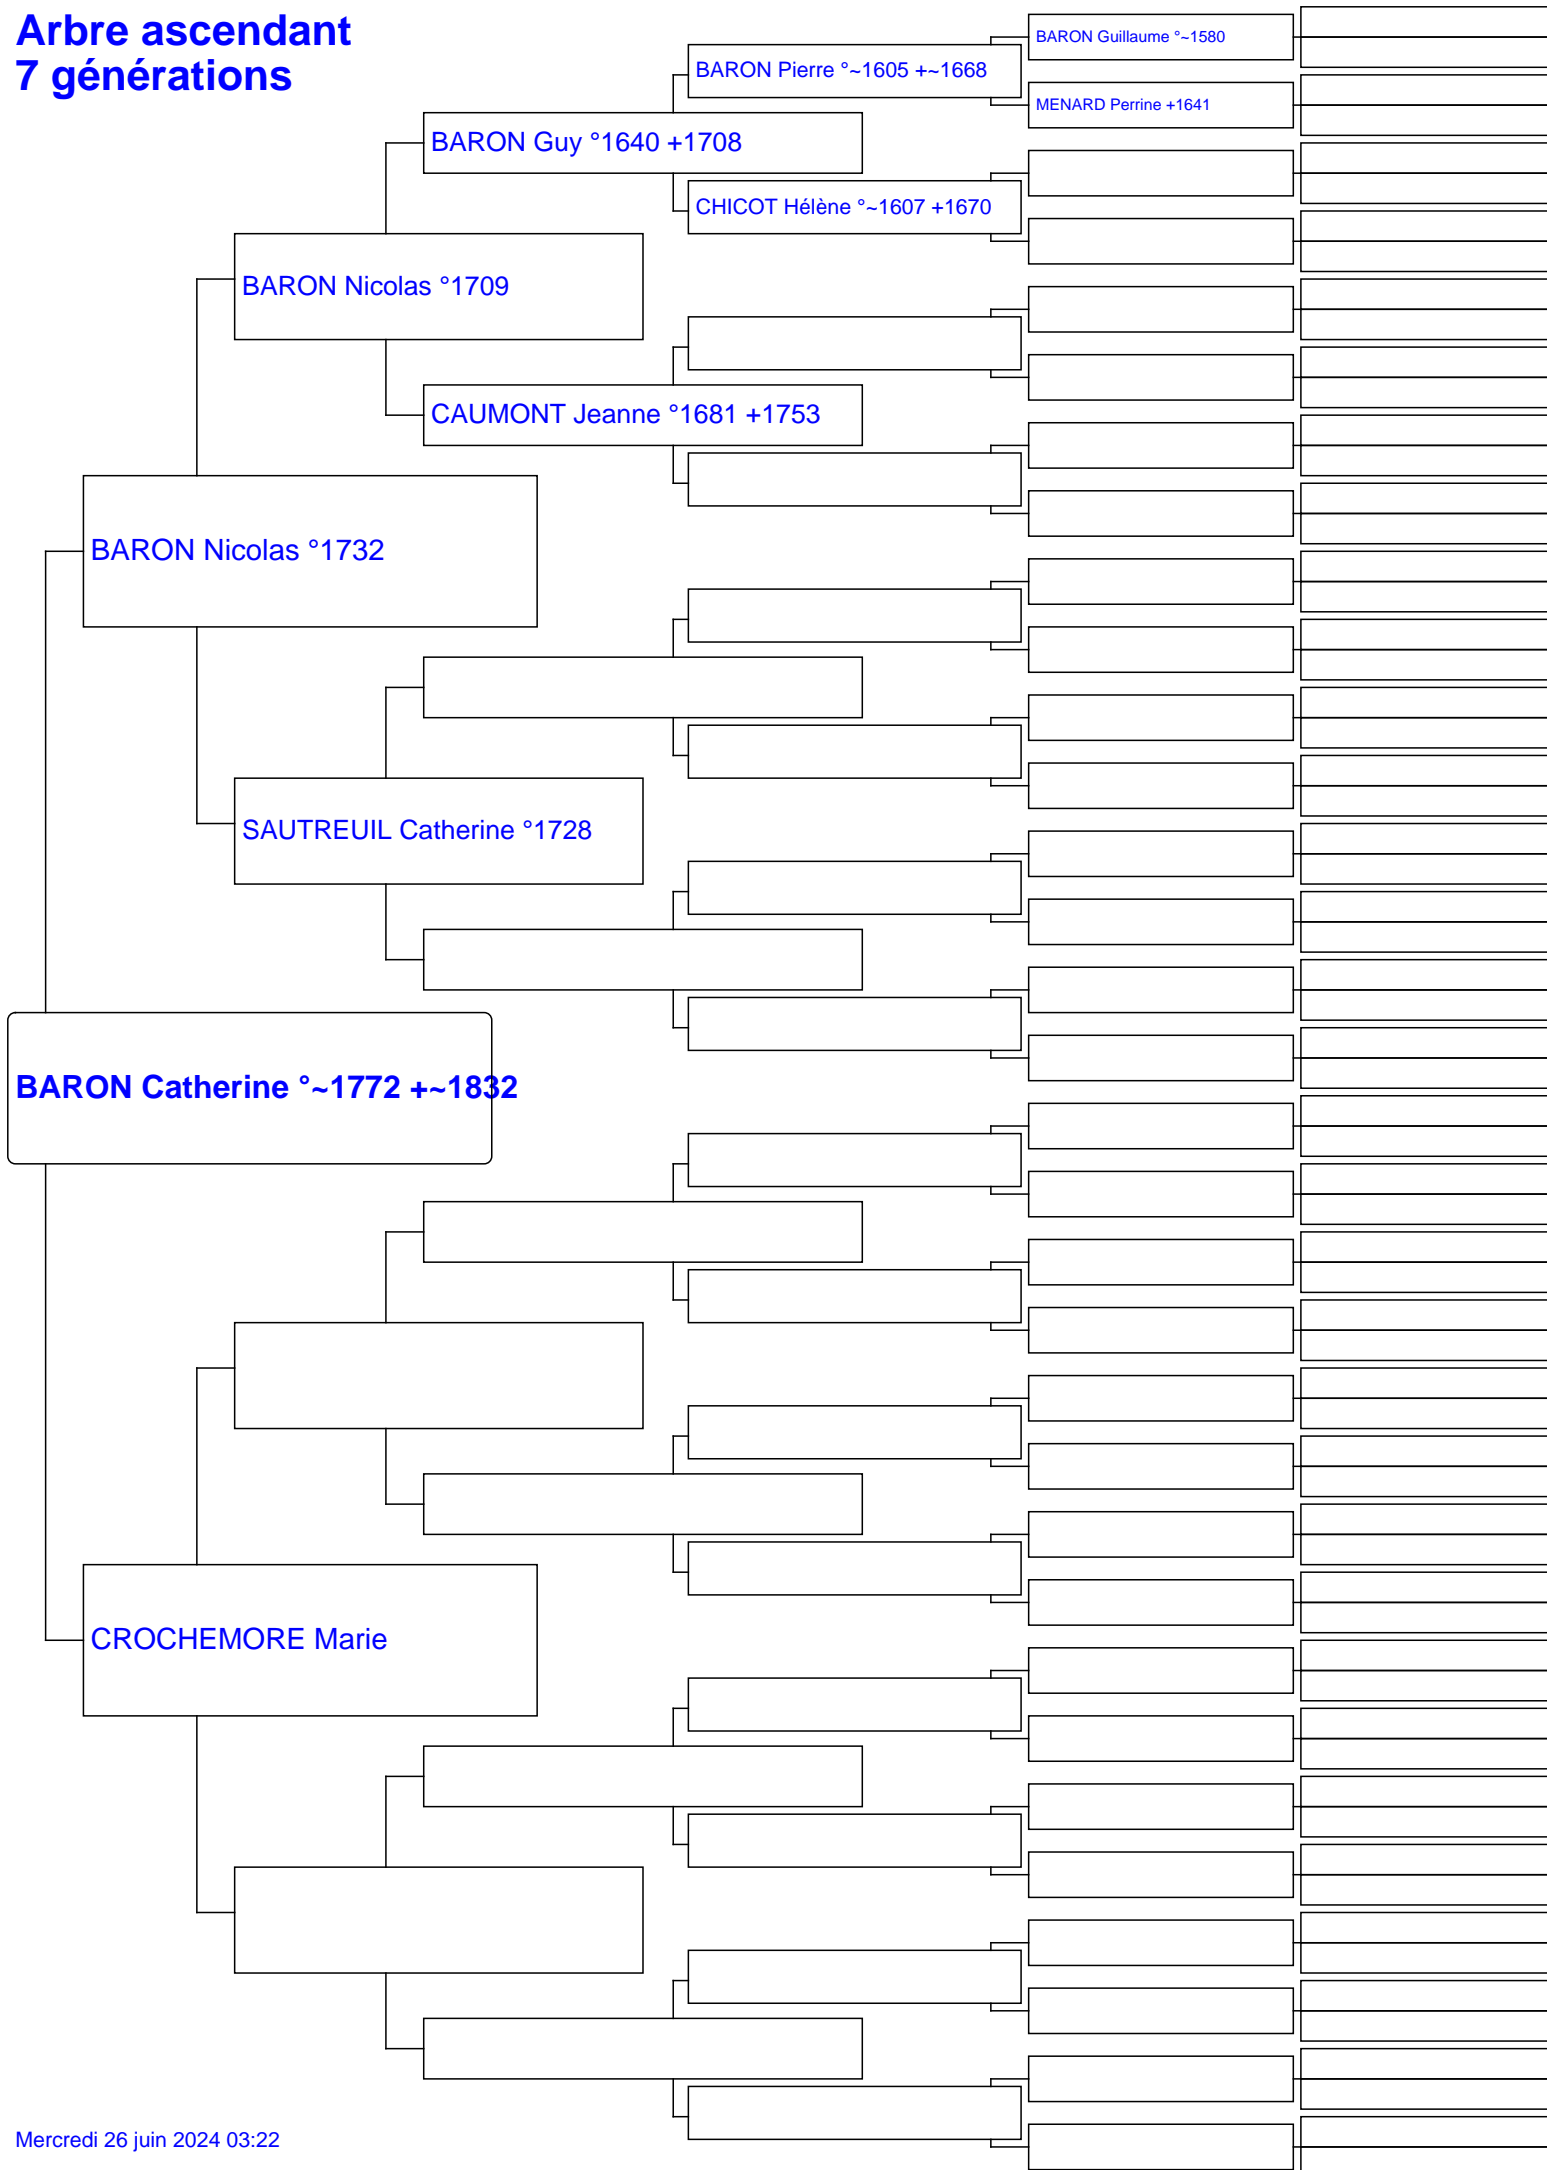 Arbre ascendant
7 générations
BARON Guillaume °~1580
BARON Pierre °~1605 +~1668
MENARD Perrine +1641
BARON Guy °1640 +1708
CHICOT Hélène °~1607 +1670
BARON Nicolas °1709
CAUMONT Jeanne °1681 +1753
BARON Nicolas °1732
SAUTREUIL Catherine °1728
BARON Catherine °~1772 +~1832
CROCHEMORE Marie
Mercredi 26 juin 2024 03:22